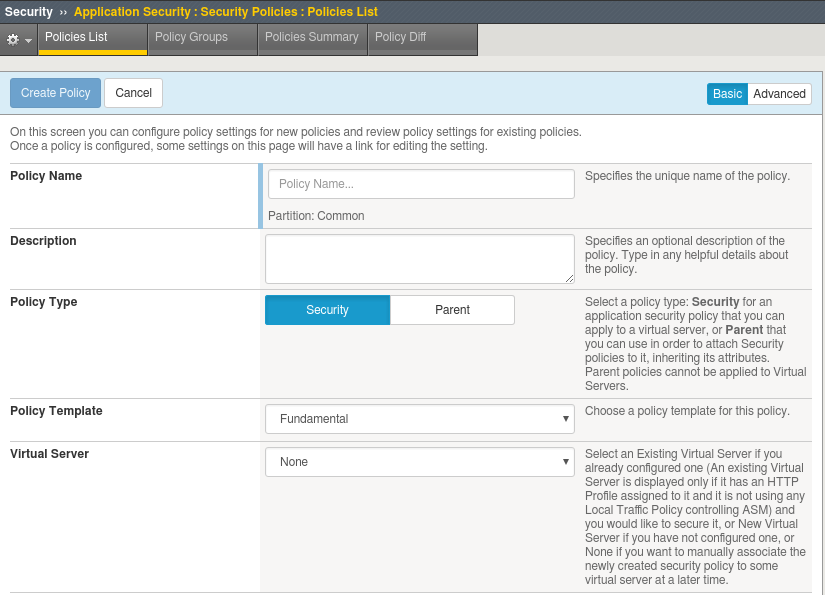 Security ›› Application Security : Security Policies : Policies List
Policies List Policy Groups Policies Summary Policy Diff
Create Policy Cancel Basic Advanced
On this screen you can configure policy settings for new policies and review policy settings for existing policies.
Once a policy is configured, some settings on this page will have a link for editing the setting.
Policy Name
Policy Name...
Partition: Common
Specifies the unique name of the policy.
Description
Specifies an optional description of the
policy. Type in any helpful details about
the policy.
Policy Type
Security Parent
Select a policy type: Security for an
application security policy that you can
apply to a virtual server, or Parent that
you can use in order to attach Security
policies to it, inheriting its attributes.
Parent policies cannot be applied to Virtual
Servers.
Policy Template
Fundamental
Choose a policy template for this policy.
Virtual Server
None
Select an Existing Virtual Server if you
already configured one (An existing Virtual
Server is displayed only if it has an HTTP
Profile assigned to it and it is not using any
Local Traffic Policy controlling ASM) and
you would like to secure it, or New Virtual
Server if you have not configured one, or
None if you want to manually associate the
newly created security policy to some
virtual server at a later time.